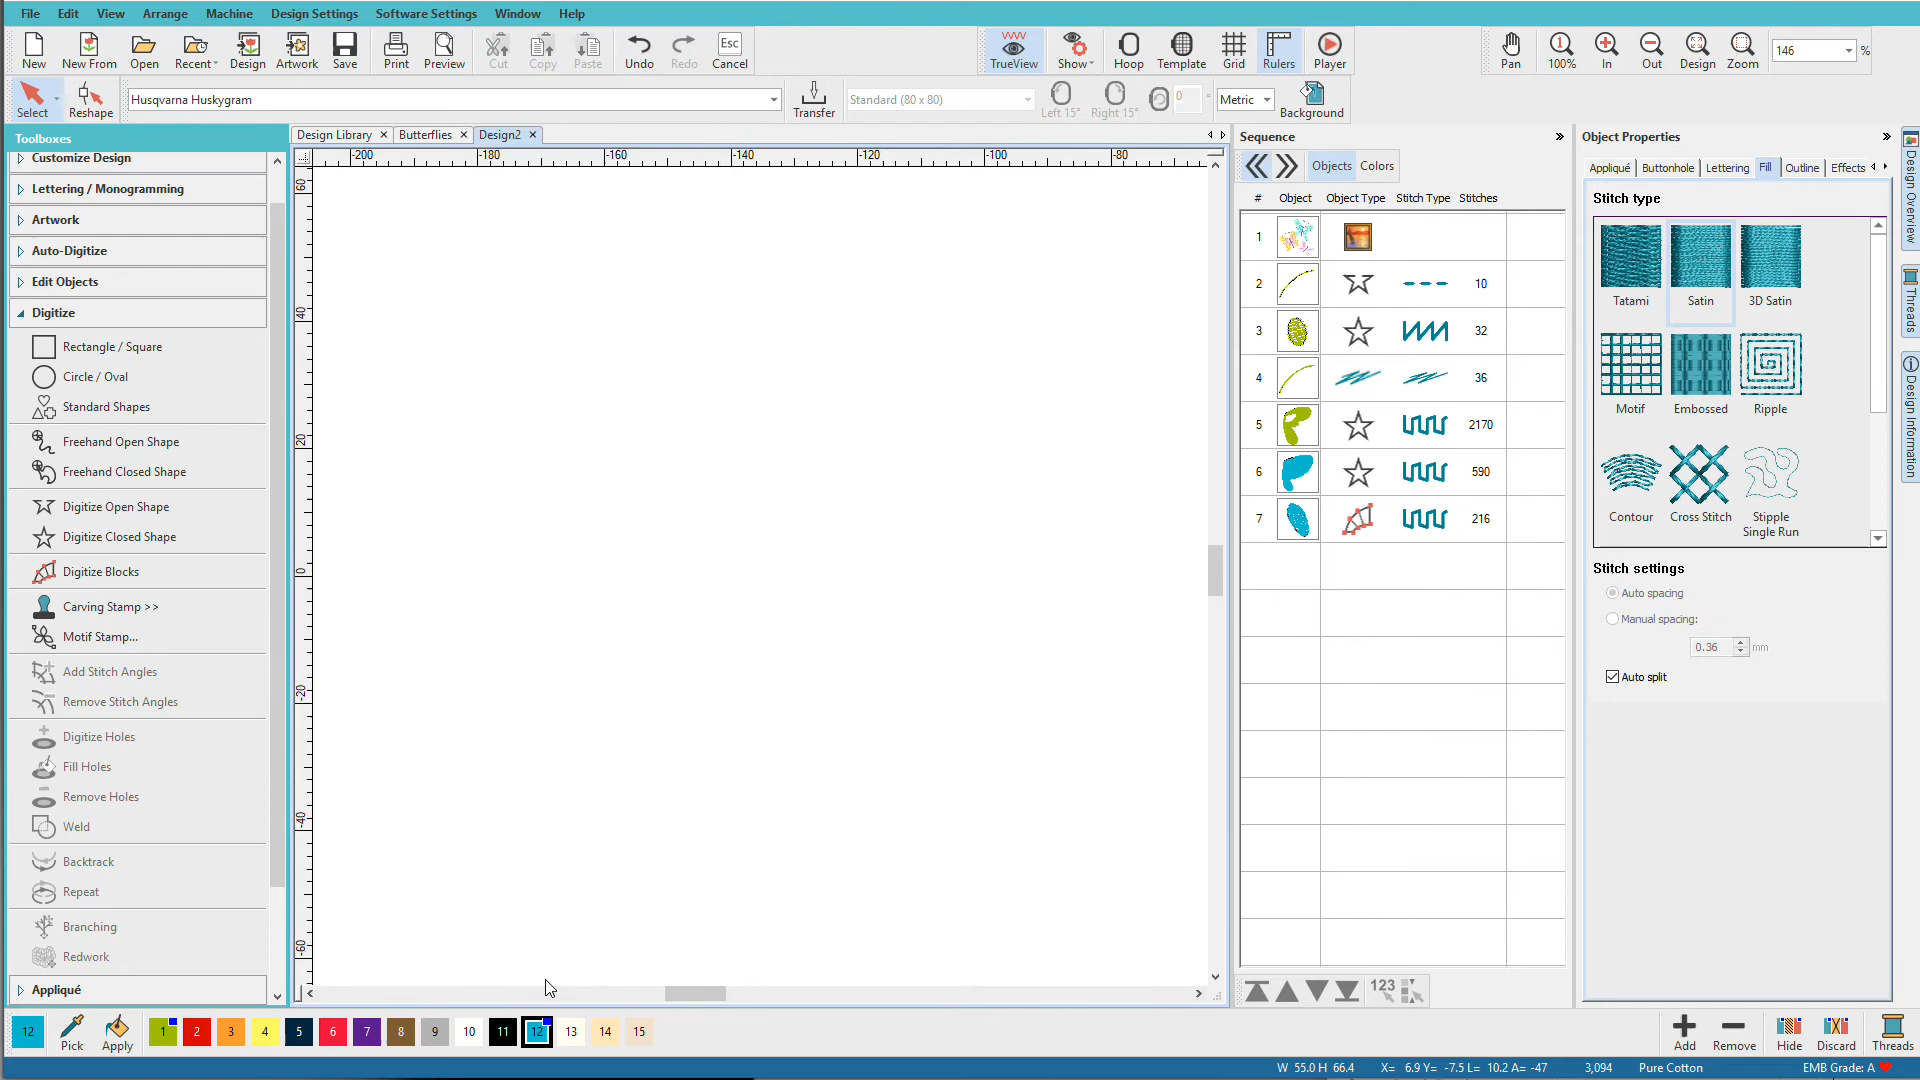 File Edit View Arrange Machine Design Settings Software Settings Window Help
New New From Open Recent Design Artwork Save Print Preview Cut Copy Paste Undo Redo Esc Cancel TrueView Show Hoop Template Grid Rulers Player Pan 1 100% In Out Design Zoom 146 %
Select Reshape Husqvarna Huskygram Transfer Standard (80 x 80) Left 15° Right 15° 0 ° Metric Background
Toolboxes
Customize Design
Lettering / Monogramming
Artwork
Auto-Digitize
Edit Objects
Digitize
Rectangle / Square
Circle / Oval
Standard Shapes
Freehand Open Shape
Freehand Closed Shape
Digitize Open Shape
Digitize Closed Shape
Digitize Blocks
Carving Stamp >>
Motif Stamp...
Add Stitch Angles
Remove Stitch Angles
Digitize Holes
Fill Holes
Remove Holes
Weld
Backtrack
Repeat
Branching
Redwork
Appliqué
Design Library Butterflies Design2
-200 -180 -160 -140 -120 -100 -80
60
40
20
0
-20
-40
-60
Sequence
Objects Colors
# Object Object Type Stitch Type Stitches
1
2 10
3 32
4 36
5 2170
6 590
7 216
123
Object Properties
Appliqué Buttonhole Lettering Fill Outline Effects
Stitch type
Tatami Satin 3D Satin
Motif Embossed Ripple
Contour Cross Stitch Stipple Single Run
Stitch settings
Auto spacing
Manual spacing:
0.36 mm
Auto split
Design Overview
Threads
Design Information
12 Pick Apply 1 2 3 4 5 6 7 8 9 10 11 12 13 14 15 Add Remove Hide Discard Threads
W 55.0 H 66.4 X= 6.9 Y= -7.5 L= 10.2 A= -47 3,094 Pure Cotton EMB Grade: A